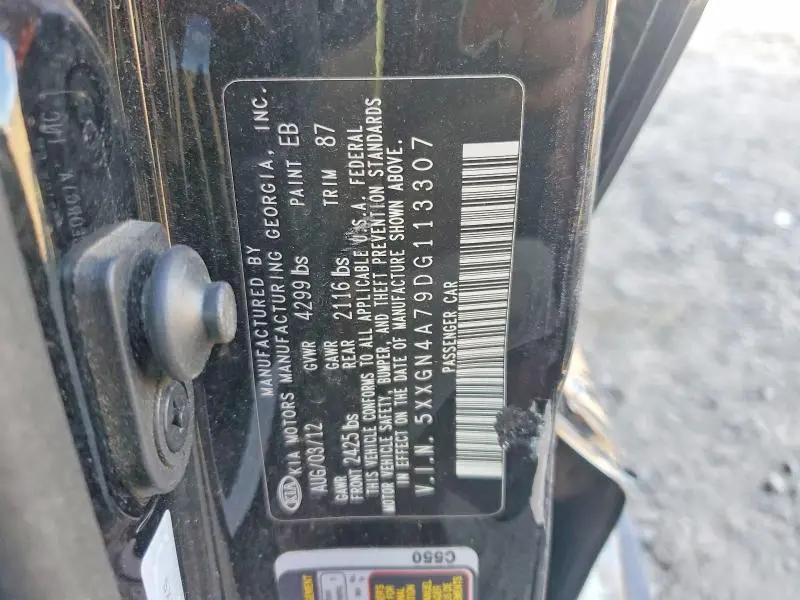 MANUFACTURED BY
KIA MOTORS MANUFACTURING GEORGIA, INC.
AUG/03/12 GVWR 4299 lbs PAINT EB
GAWR FRONT 2425 lbs GAWR REAR 2116 lbs TRIM 87
THIS VEHICLE CONFORMS TO ALL APPLICABLE U.S.A. FEDERAL
MOTOR VEHICLE SAFETY, BUMPER, AND THEFT PREVENTION STANDARDS
IN EFFECT ON THE DATE OF MANUFACTURE SHOWN ABOVE.
V.I.N. 5XXGN4A79DG113307
PASSENGER CAR
KIA
C550